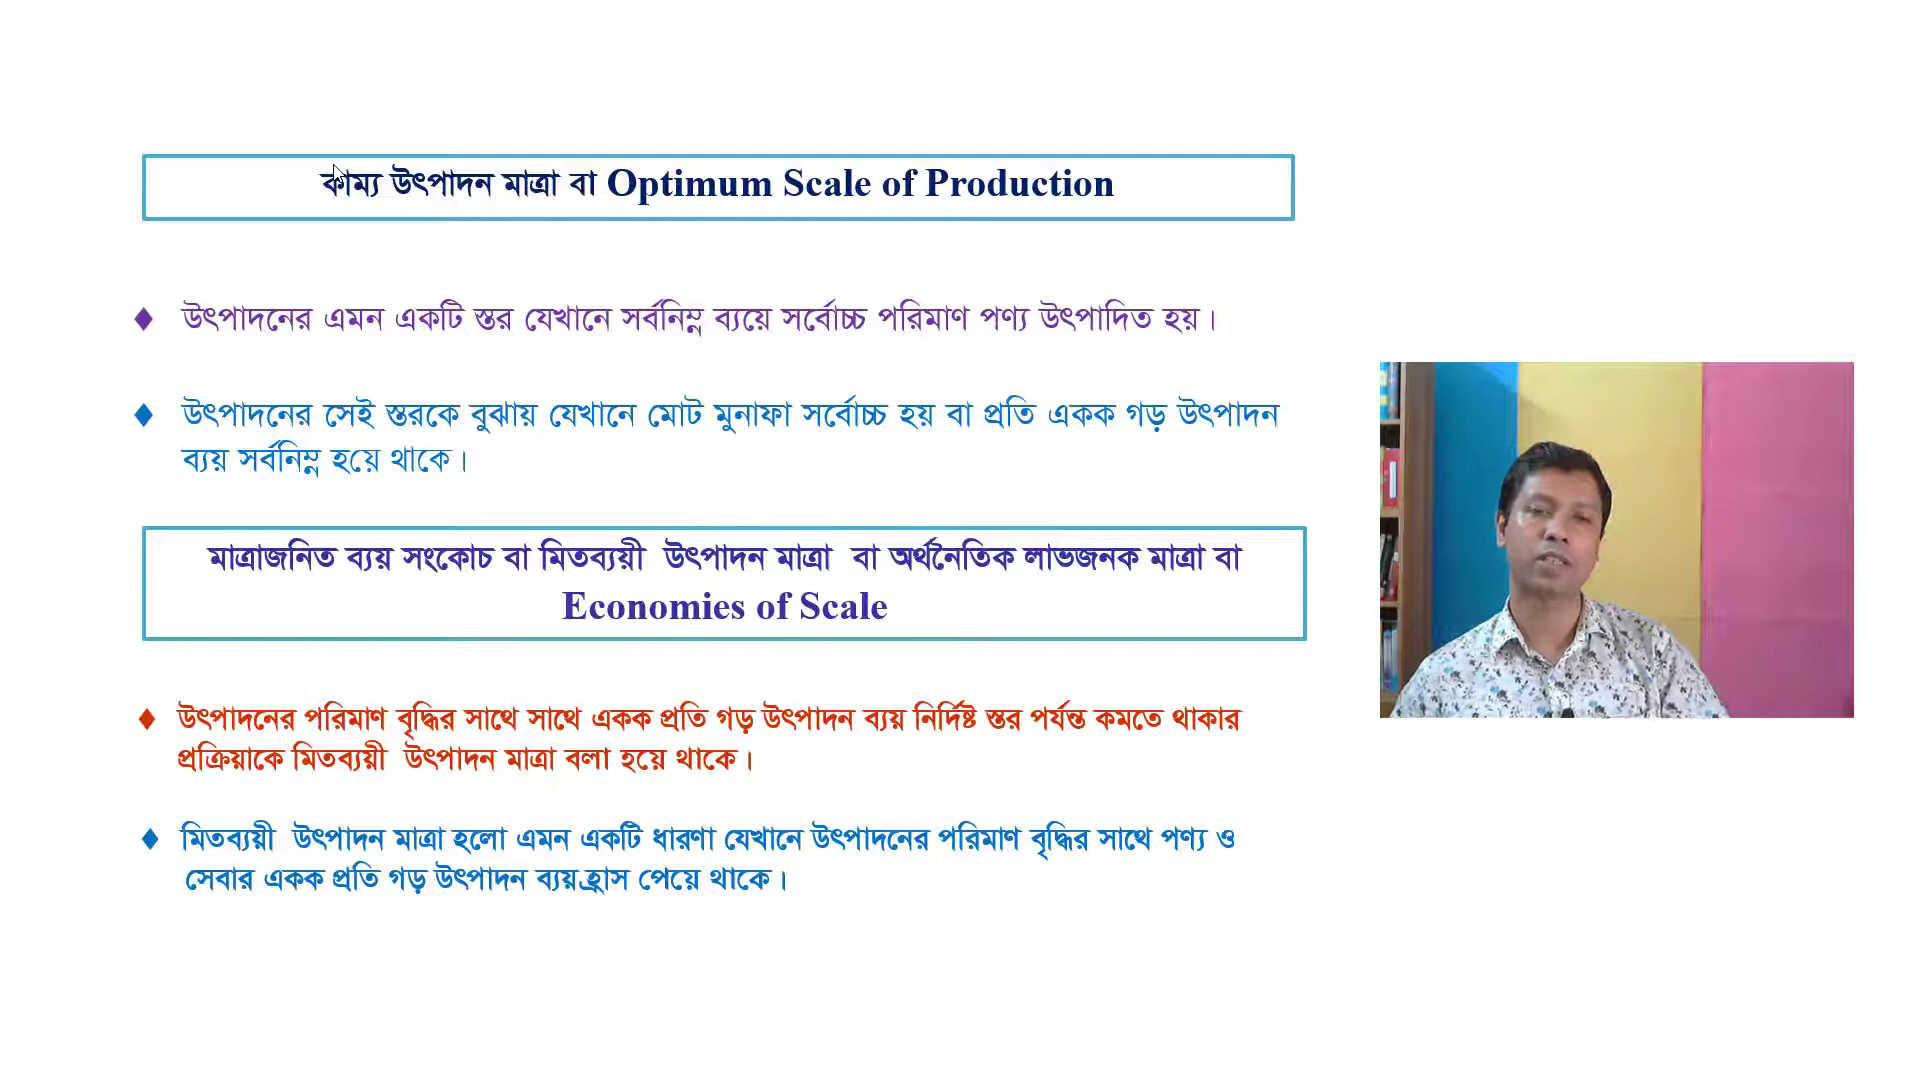 কাম্য উৎপাদন মাত্রা বা Optimum Scale of Production
উৎপাদনের এমন একটি স্তর যেখানে সর্বনিম্ন ব্যয়ে সর্বোচ্চ পরিমাণ পণ্য উৎপাদিত হয়।
উৎপাদনের সেই স্তরকে বুঝায় যেখানে মোট মুনাফা সর্বোচ্চ হয় বা প্রতি একক গড় উৎপাদন
ব্যয় সর্বনিম্ন হয়ে থাকে।
মাত্রাজনিত ব্যয় সংকোচ বা মিতব্যয়ী উৎপাদন মাত্রা বা অর্থনৈতিক লাভজনক মাত্রা বা
Economies of Scale
উৎপাদনের পরিমাণ বৃদ্ধির সাথে সাথে একক প্রতি গড় উৎপাদন ব্যয় নির্দিষ্ট স্তর পর্যন্ত কমতে থাকার
প্রক্রিয়াকে মিতব্যয়ী উৎপাদন মাত্রা বলা হয়ে থাকে।
মিতব্যয়ী উৎপাদন মাত্রা হলো এমন একটি ধারণা যেখানে উৎপাদনের পরিমাণ বৃদ্ধির সাথে পণ্য ও
সেবার একক প্রতি গড় উৎপাদন ব্যয় হ্রাস পেয়ে থাকে।